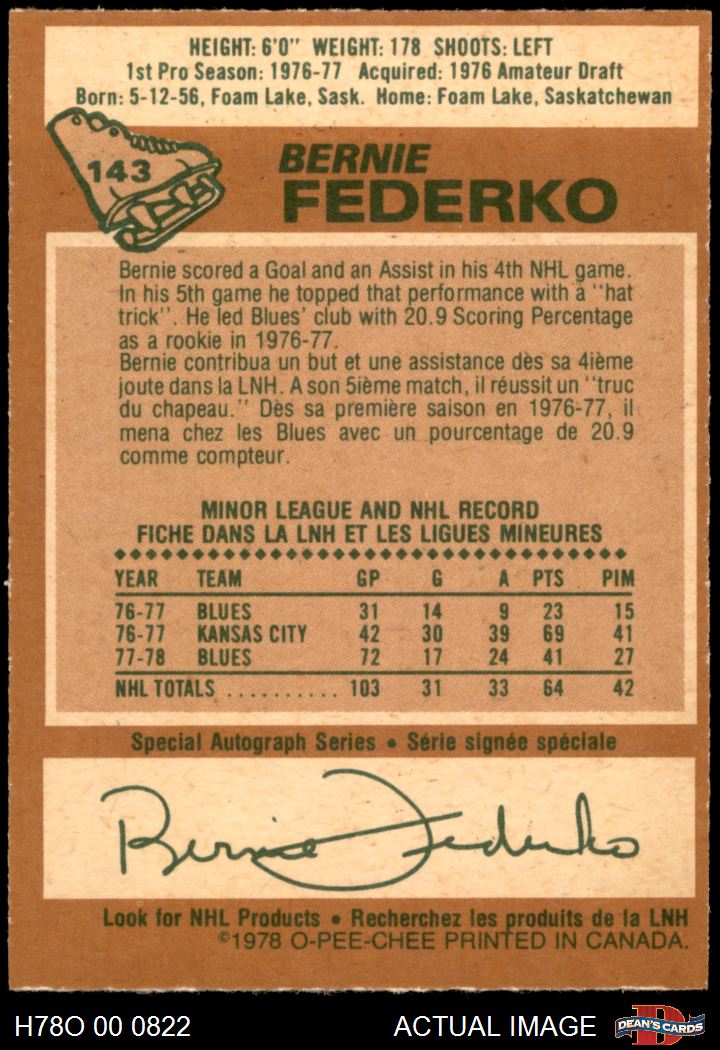 HEIGHT: 6'0" WEIGHT: 178 SHOOTS: LEFT
1st Pro Season: 1976-77 Acquired: 1976 Amateur Draft
Born: 5-12-56, Foam Lake, Sask. Home: Foam Lake, Saskatchewan
143
BERNIE
FEDERKO
Bernie scored a Goal and an Assist in his 4th NHL game.
In his 5th game he topped that performance with a "hat
trick". He led Blues' club with 20.9 Scoring Percentage
as a rookie in 1976-77.
Bernie contribua un but et une assistance dès sa 4ième
joute dans la LNH. A son 5ième match, il réussit un "truc
du chapeau." Dès sa première saison en 1976-77, il
mena chez les Blues avec un pourcentage de 20.9
comme compteur.
MINOR LEAGUE AND NHL RECORD
FICHE DANS LA LNH ET LES LIGUES MINEURES
YEAR TEAM GP G A PTS PIM
76-77 BLUES 31 14 9 23 15
76-77 KANSAS CITY 42 30 39 69 41
77-78 BLUES 72 17 24 41 27
NHL TOTALS .......... 103 31 33 64 42
Special Autograph Series • Série signée spéciale
Bernie Federko
Look for NHL Products • Recherchez les produits de la LNH
©1978 O-PEE-CHEE PRINTED IN CANADA.
H78O 00 0822 ACTUAL IMAGE DEAN'S CARDS